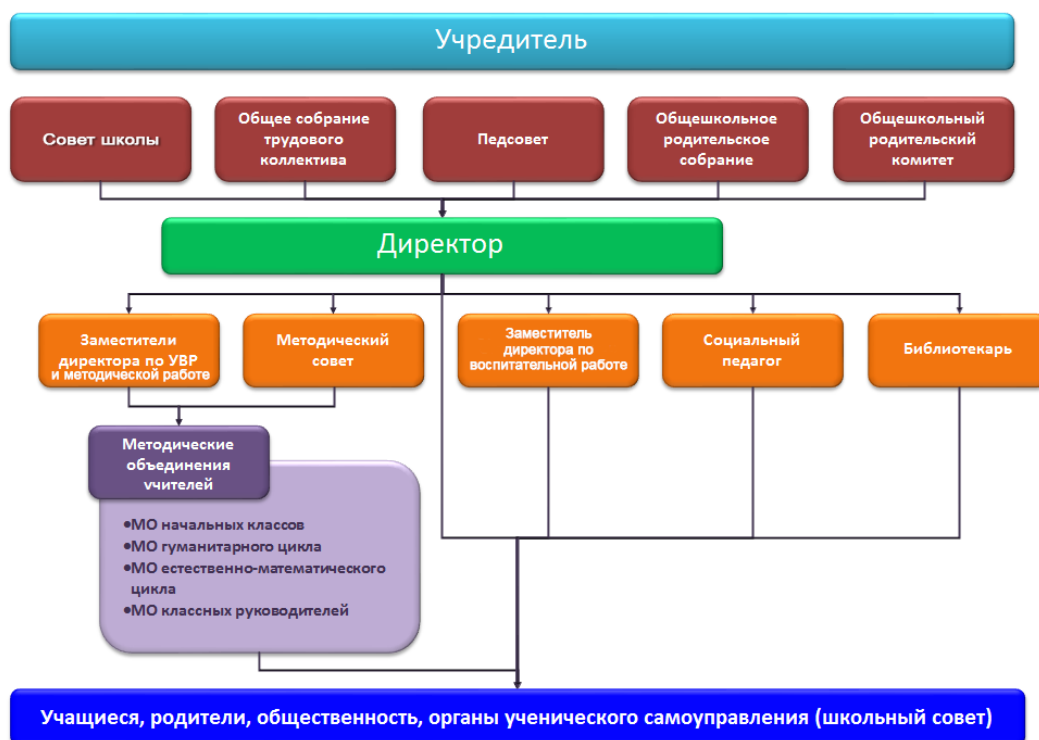 Учредитель
Совет школы
Общее собрание
трудового
коллектива
Педсовет
Общешкольное
родительское
собрание
Общешкольный
родительский
комитет
Директор
Заместители
директора по УВР
и методической работе
Методический
совет
Заместитель
директора по
воспитательной работе
Социальный
педагог
Библиотекарь
Методические
объединения
учителей
•МО начальных классов
•МО гуманитарного цикла
•МО естественно-математического
цикла
•МО классных руководителей
Учащиеся, родители, общественность, органы ученического самоуправления (школьный совет)